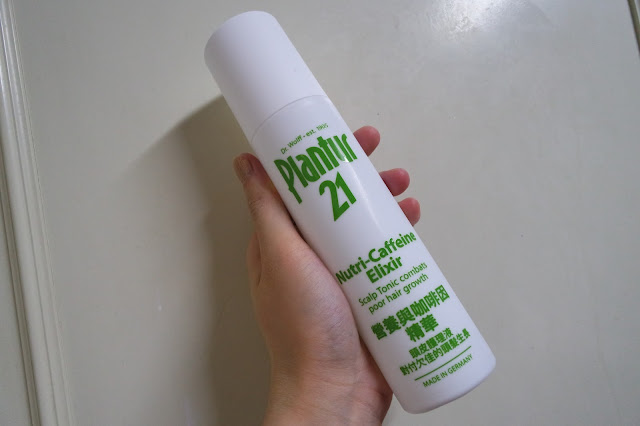 Dr. Wolff - est. 1905
Plantur
21
Nutri-Caffeine
Elixir
Scalp Tonic combats
poor hair growth
營養與咖啡因
精華
頭皮護理液
對付欠佳的頭髮生長
MADE IN GERMANY